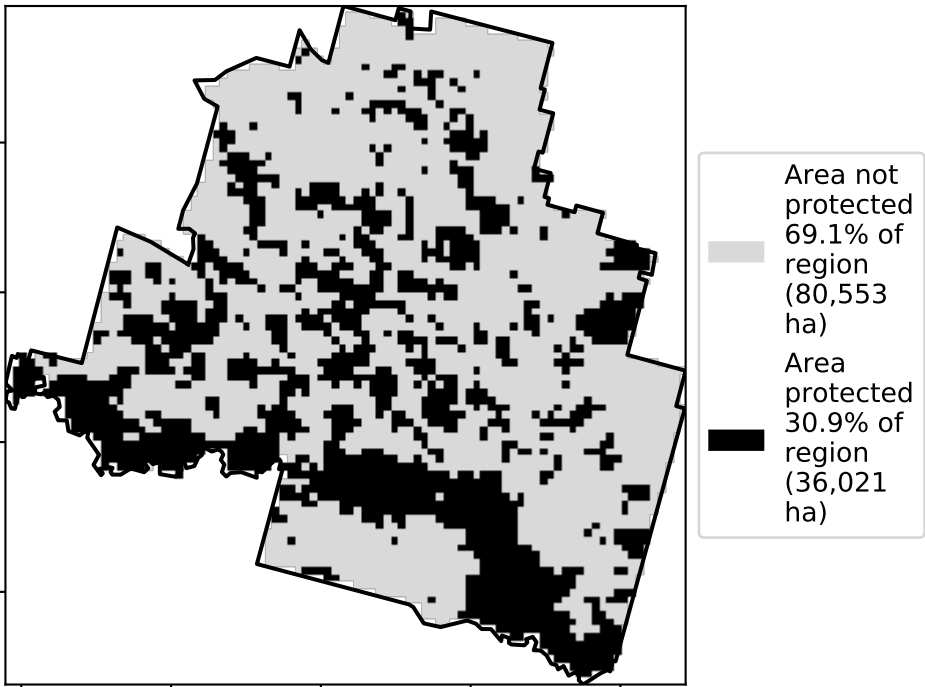 Area not
protected
69.1% of
region
(80,553
ha)
Area
protected
30.9% of
region
(36,021
ha)